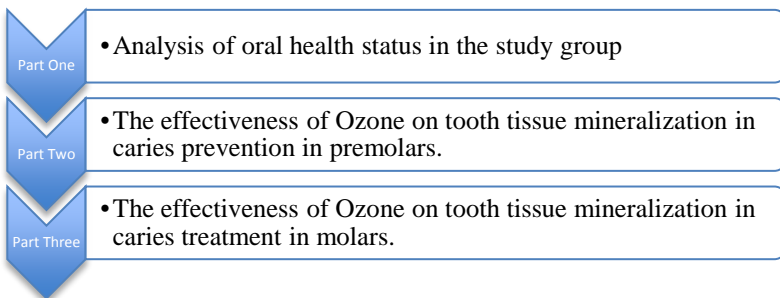 Part One
•Analysis of oral health status in the study group
Part Two
•The effectiveness of Ozone on tooth tissue mineralization in
caries prevention in premolars.
Part Three
•The effectiveness of Ozone on tooth tissue mineralization in
caries treatment in molars.